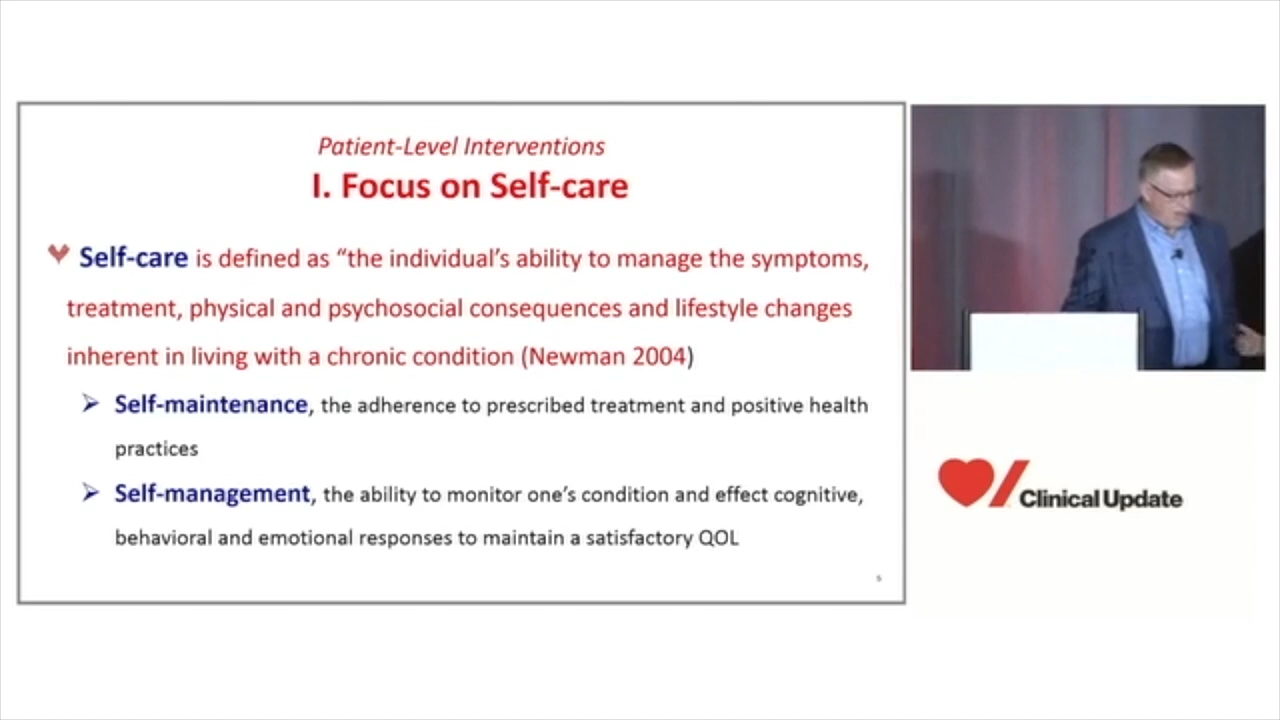 Patient-Level Interventions
I. Focus on Self-care
Self-care is defined as “the individual’s ability to manage the symptoms,
treatment, physical and psychosocial consequences and lifestyle changes
inherent in living with a chronic condition (Newman 2004)
Self-maintenance, the adherence to prescribed treatment and positive health
practices
Self-management, the ability to monitor one’s condition and effect cognitive,
behavioral and emotional responses to maintain a satisfactory QOL
5
Clinical Update